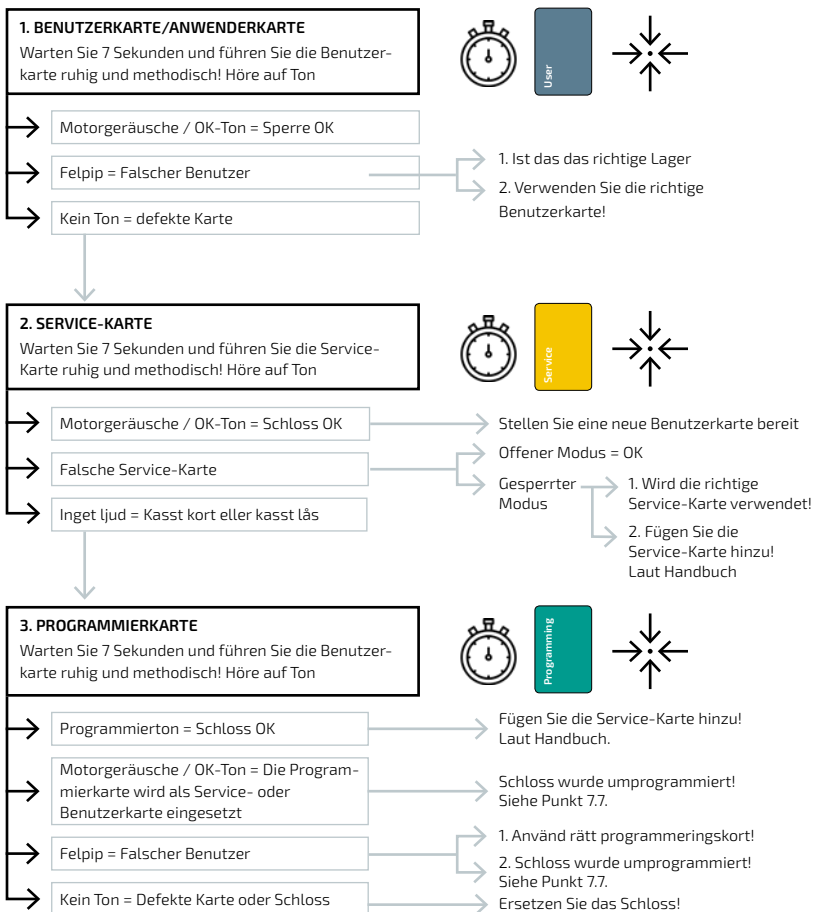 1. BENUTZERKARTE/ANWENDERKARTE
Warten Sie 7 Sekunden und führen Sie die Benutzer-
karte ruhig und methodisch! Höre auf Ton
User
Motorgeräusche / OK-Ton = Sperre OK
Felpip = Falscher Benutzer
1. Ist das das richtige Lager
2. Verwenden Sie die richtige
Benutzerkarte!
Kein Ton = defekte Karte
2. SERVICE-KARTE
Warten Sie 7 Sekunden und führen Sie die Service-
Karte ruhig und methodisch! Höre auf Ton
Service
Motorgeräusche / OK-Ton = Schloss OK
Stellen Sie eine neue Benutzerkarte bereit
Falsche Service-Karte
Offener Modus = OK
Gesperrter
Modus
1. Wird die richtige
Service-Karte verwendet!
2. Fügen Sie die
Service-Karte hinzu!
Laut Handbuch
Inget ljud = Kasst kort eller kasst lås
3. PROGRAMMIERKARTE
Warten Sie 7 Sekunden und führen Sie die Benutzer-
karte ruhig und methodisch! Höre auf Ton
Programming
Programmierton = Schloss OK
Fügen Sie die Service-Karte hinzu!
Laut Handbuch.
Motorgeräusche / OK-Ton = Die Program-
mierkarte wird als Service- oder
Benutzerkarte eingesetzt
Schloss wurde umprogrammiert!
Siehe Punkt 7.7.
Felpip = Falscher Benutzer
1. Använd rätt programmeringskort!
2. Schloss wurde umprogrammiert!
Siehe Punkt 7.7.
Kein Ton = Defekte Karte oder Schloss
Ersetzen Sie das Schloss!